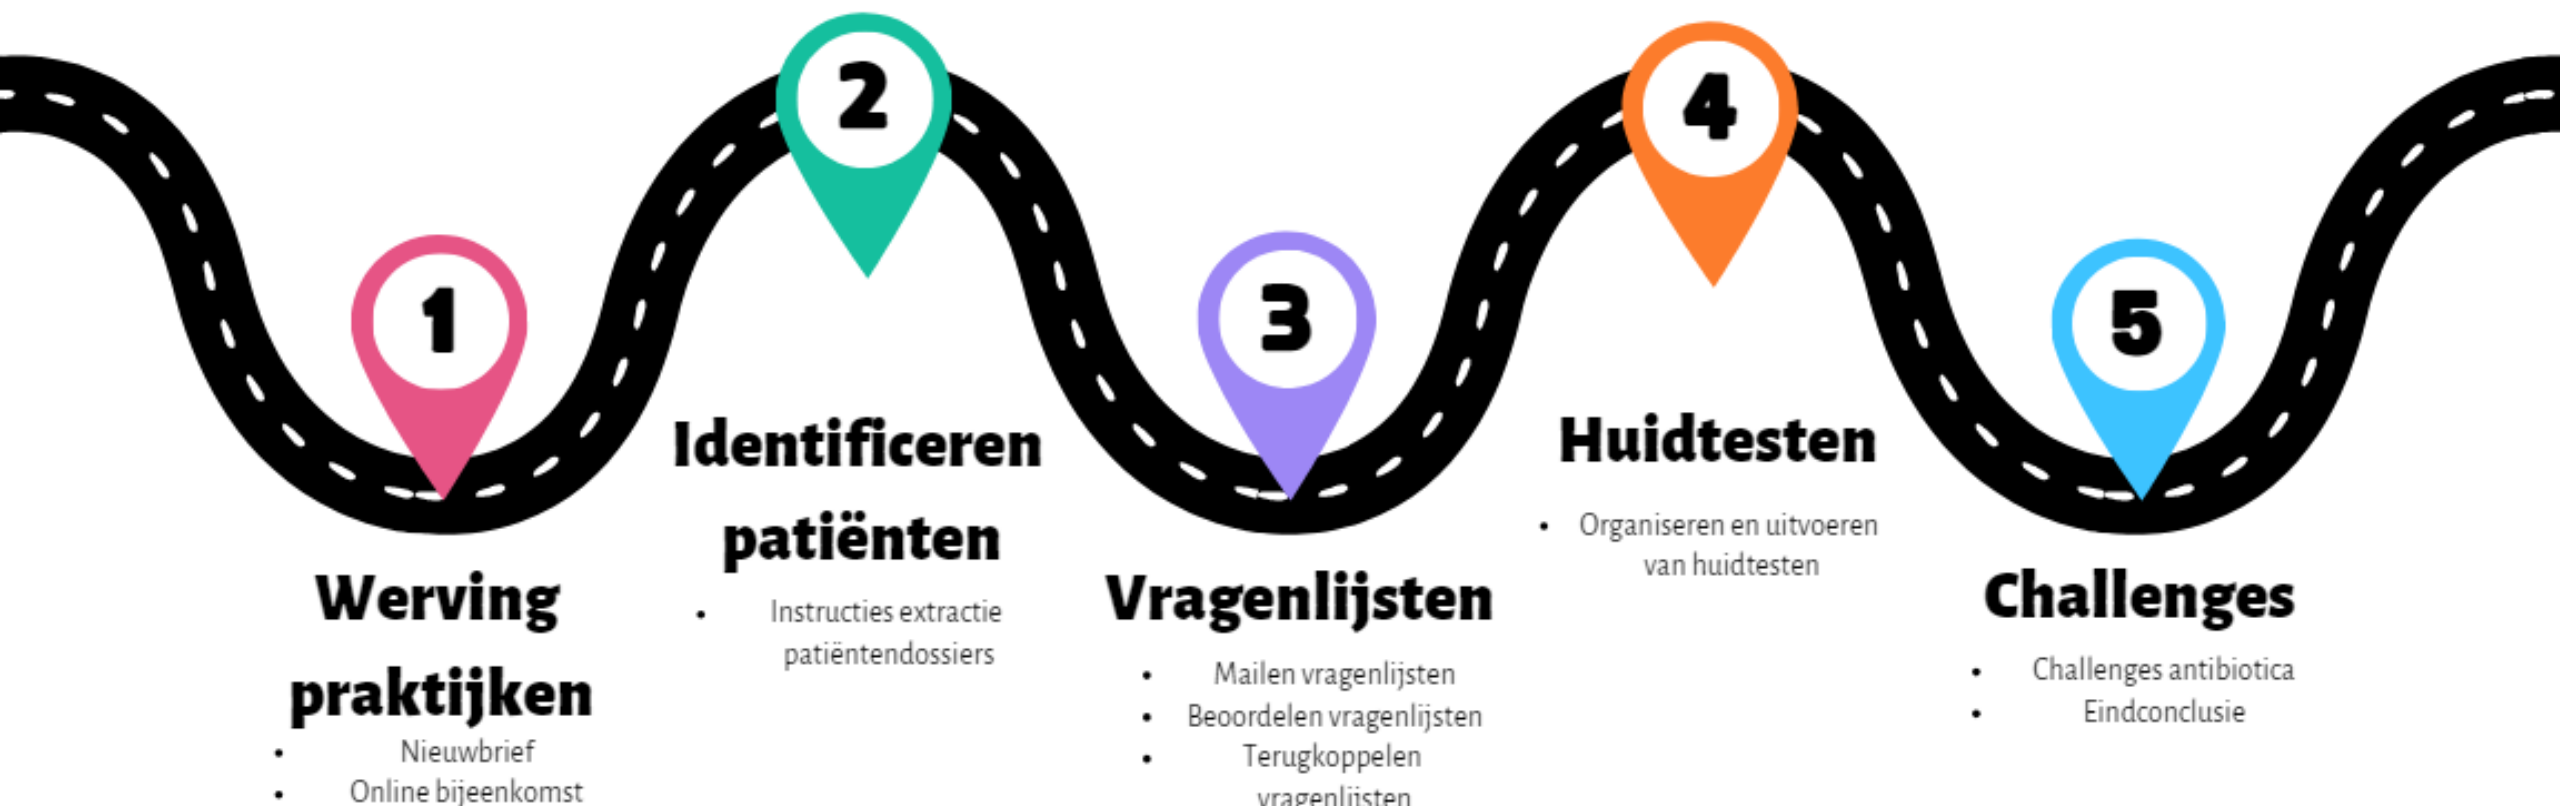 1
Werving
praktijken
• Nieuwbrief
• Online bijeenkomst
2
Identificeren
patiënten
• Instructies extractie
patiëntendossiers
3
Vragenlijsten
• Mailen vragenlijsten
• Beoordelen vragenlijsten
• Terugkoppelen
vragenlijsten
4
Huidtesten
• Organiseren en uitvoeren
van huidtesten
5
Challenges
• Challenges antibiotica
• Eindconclusie